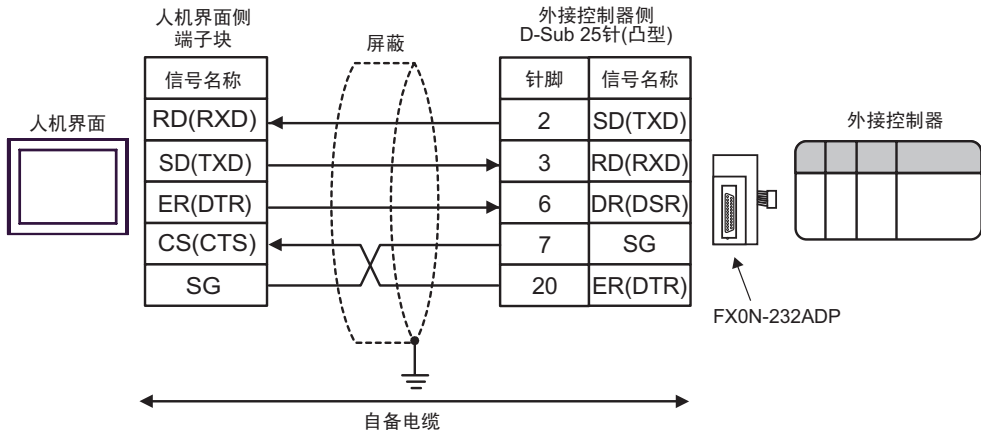 人机界面侧
端子块
外接控制器侧
D-Sub 25针(凸型)
屏蔽
信号名称
针脚 信号名称
RD(RXD) 2 SD(TXD)
SD(TXD) 3 RD(RXD)
ER(DTR) 6 DR(DSR)
CS(CTS) 7 SG
SG 20 ER(DTR)
人机界面
外接控制器
FX0N-232ADP
自备电缆